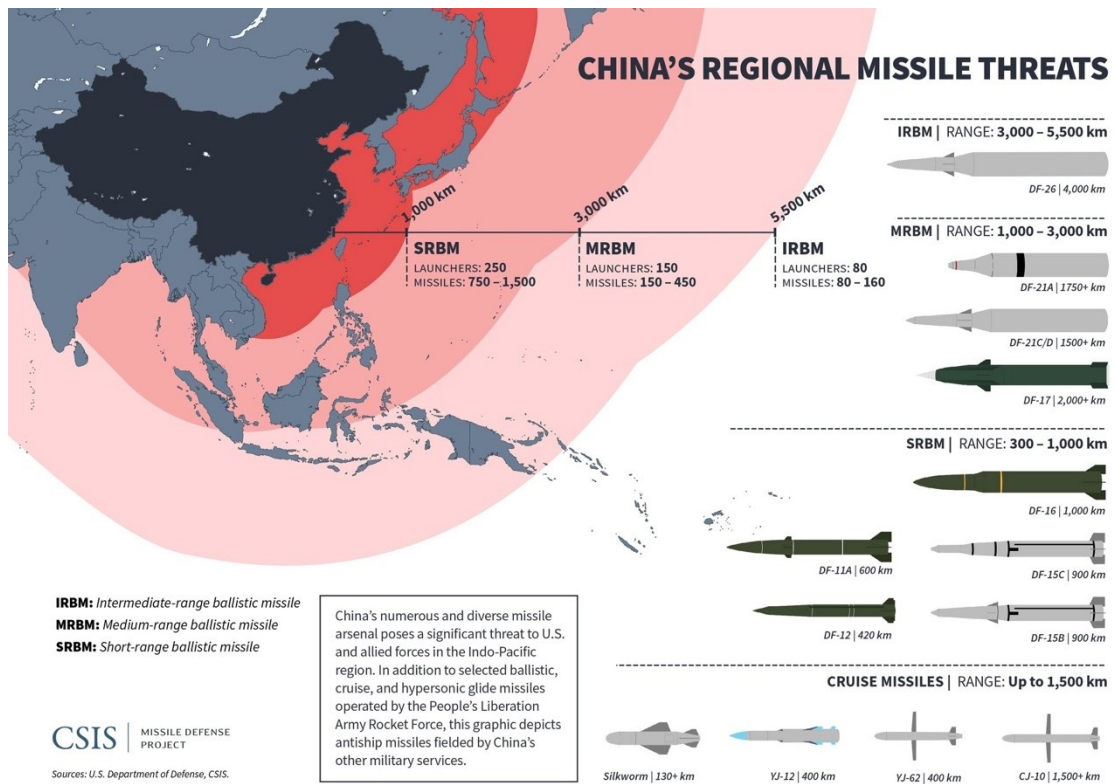 CHINA'S REGIONAL MISSILE THREATS
1,000 km
3,000 km
5,500 km
SRBM
LAUNCHERS: 250
MISSILES: 750 – 1,500
MRBM
LAUNCHERS: 150
MISSILES: 150 – 450
IRBM
LAUNCHERS: 80
MISSILES: 80 – 160
IRBM | RANGE: 3,000 – 5,500 km
DF-26 | 4,000 km
MRBM | RANGE: 1,000 – 3,000 km
DF-21A | 1750+ km
DF-21C/D | 1500+ km
DF-17 | 2,000+ km
SRBM | RANGE: 300 – 1,000 km
DF-16 | 1,000 km
DF-11A | 600 km
DF-15C | 900 km
DF-12 | 420 km
DF-15B | 900 km
CRUISE MISSILES | RANGE: Up to 1,500 km
Silkworm | 130+ km
YJ-12 | 400 km
YJ-62 | 400 km
CJ-10 | 1,500+ km
IRBM: Intermediate-range ballistic missile
MRBM: Medium-range ballistic missile
SRBM: Short-range ballistic missile
China's numerous and diverse missile
arsenal poses a significant threat to U.S.
and allied forces in the Indo-Pacific
region. In addition to selected ballistic,
cruise, and hypersonic glide missiles
operated by the People's Liberation
Army Rocket Force, this graphic depicts
antiship missiles fielded by China's
other military services.
CSIS | MISSILE DEFENSE
PROJECT
Sources: U.S. Department of Defense, CSIS.